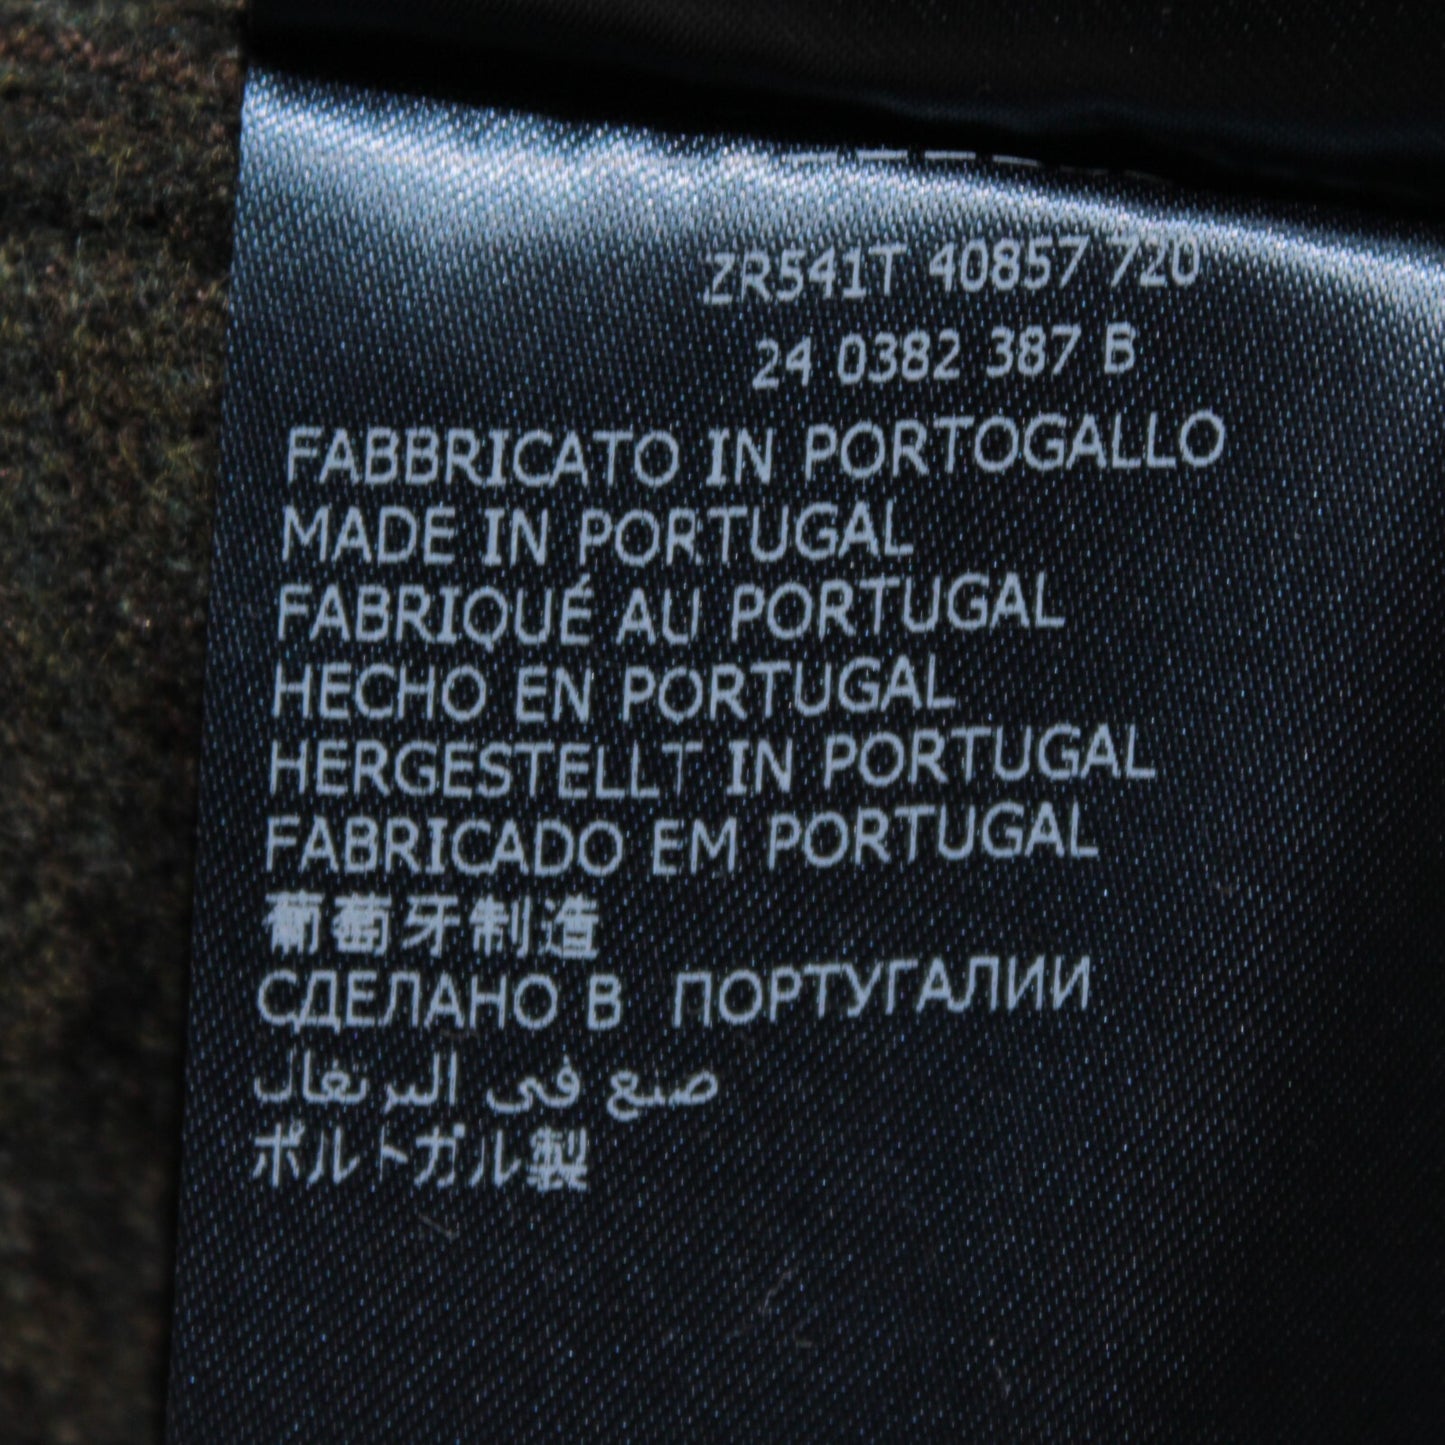 ZR541T 40857 720
24 0382 387 B
FABBRICATO IN PORTOGALLO
MADE IN PORTUGAL
FABRIQUÉ AU PORTUGAL
HECHO EN PORTUGAL
HERGESTELLT IN PORTUGAL
FABRICADO EM PORTUGAL
葡萄牙制造
СДЕЛАНО В ПОРТУГАЛИИ
صنع في البرتغال
ポルトガル製